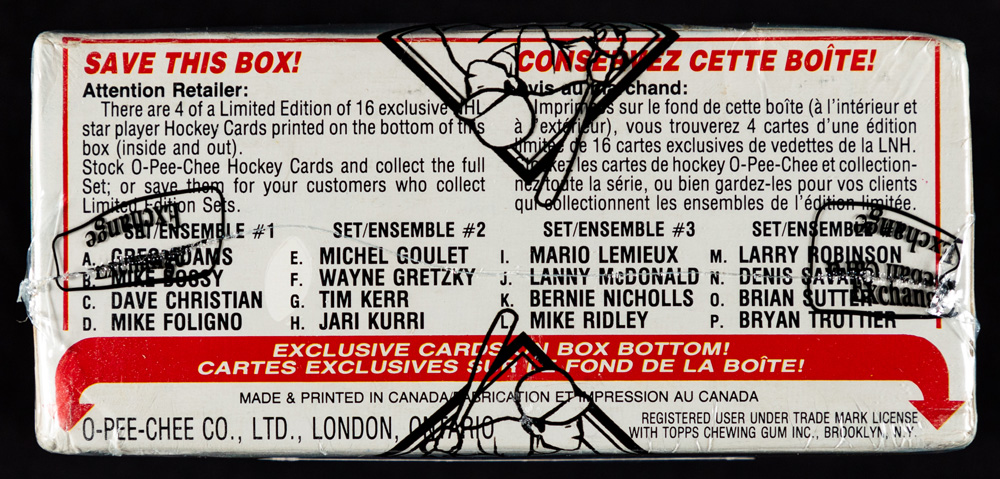 SAVE THIS BOX!
Attention Retailer:
There are 4 of a Limited Edition of 16 exclusive NHL
star player Hockey Cards printed on the bottom of this
box (inside and out).
Stock O-Pee-Chee Hockey Cards and collect the full
Set; or save them for your customers who collect
Limited Edition Sets.
CONSERVEZ CETTE BOÎTE!
Avis au marchand:
Imprimés sur le fond de cette boîte (à l'intérieur et
à l'extérieur), vous trouverez 4 cartes d'une édition
limitée de 16 cartes exclusives de vedettes de la LNH.
les cartes de hockey O-Pee-Chee et collection-
nez toute la série, ou bien gardez-les pour vos clients
qui collectionnent les ensembles de l'édition limitée.
SET/ENSEMBLE #1
A. GREG ADAMS
B. MIKE BOSSY
C. DAVE CHRISTIAN
D. MIKE FOLIGNO
SET/ENSEMBLE #2
E. MICHEL GOULET
F. WAYNE GRETZKY
G. TIM KERR
H. JARI KURRI
SET/ENSEMBLE #3
I. MARIO LEMIEUX
J. LANNY McDONALD
K. BERNIE NICHOLLS
MIKE RIDLEY
SET/ENSEMBLE
M. LARRY ROBINSON
N. DENIS SAVARD
O. BRIAN SUTTER
P. BRYAN TROTTIER
Exchange
Exchange
Exchange
EXCLUSIVE CARDS ON BOX BOTTOM!
CARTES EXCLUSIVES SUR LE FOND DE LA BOÎTE!
MADE & PRINTED IN CANADA/FABRICATION ET IMPRESSION AU CANADA
O-PEE-CHEE CO., LTD., LONDON, ONTARIO
REGISTERED USER UNDER TRADE MARK LICENSE
WITH TOPPS CHEWING GUM INC., BROOKLYN, N.Y.